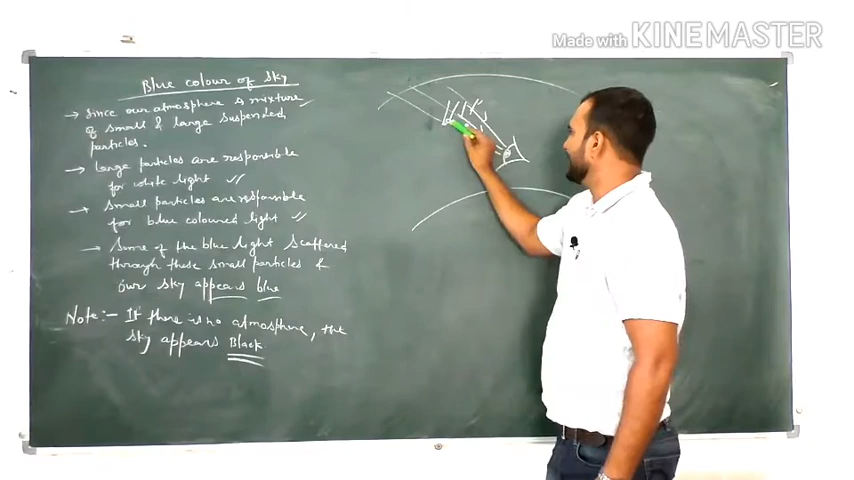 Made with KINEMASTER
Blue colour of sky
→ Since our atmosphere is mixture
of small & large suspended,
particles.
→ Large particles are responsible
for white light
→ Small particles are responsible
for blue coloured light
→ Some of the blue light scattered
through these small particles &
our sky appears blue
Note:- If there is no atmosphere, the
sky appears Black